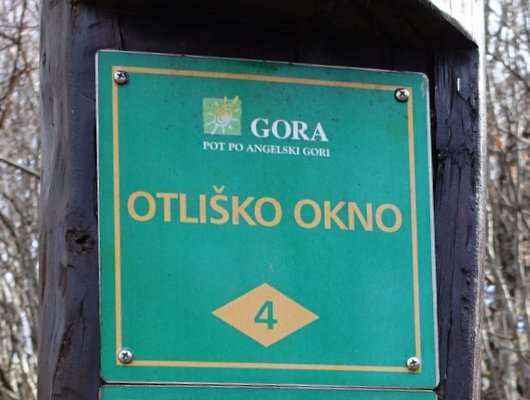 GORA
POT PO ANGELSKI GORI
OTLIŠKO OKNO
4